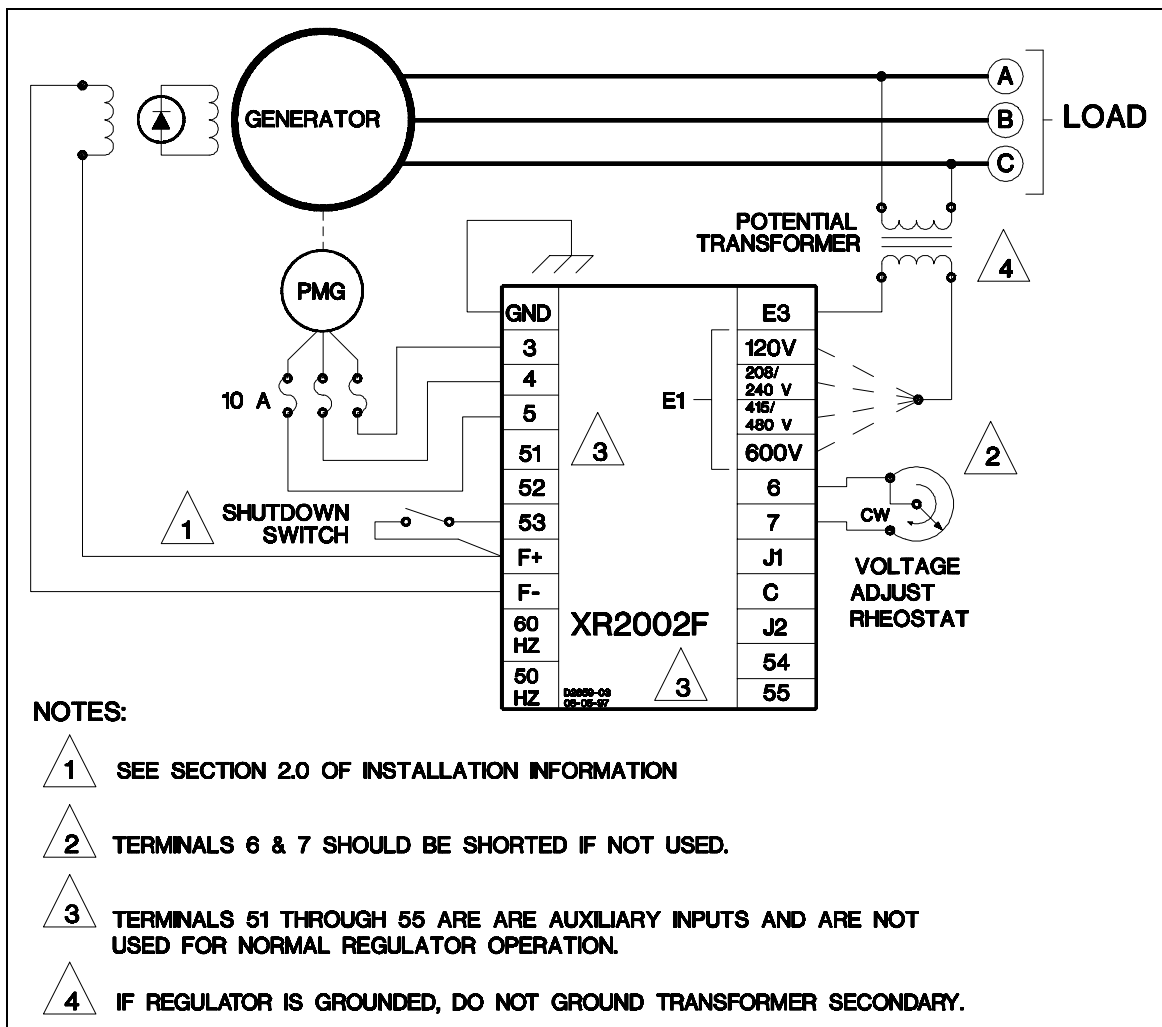 GENERATOR
A
B
C
LOAD
POTENTIAL
TRANSFORMER
4
PMG
10 A
GND
3
4
5
51
52
53
F+
F-
60
HZ
50
HZ
3
XR2002F
3
E3
120V
208/
240 V
415/
480 V
600V
6
7
J1
C
J2
54
55
E1
2
1
SHUTDOWN
SWITCH
CW
VOLTAGE
ADJUST
RHEOSTAT
NOTES:
1 SEE SECTION 2.0 OF INSTALLATION INFORMATION
2 TERMINALS 6 & 7 SHOULD BE SHORTED IF NOT USED.
3 TERMINALS 51 THROUGH 55 ARE ARE AUXILIARY INPUTS AND ARE NOT
USED FOR NORMAL REGULATOR OPERATION.
4 IF REGULATOR IS GROUNDED, DO NOT GROUND TRANSFORMER SECONDARY.